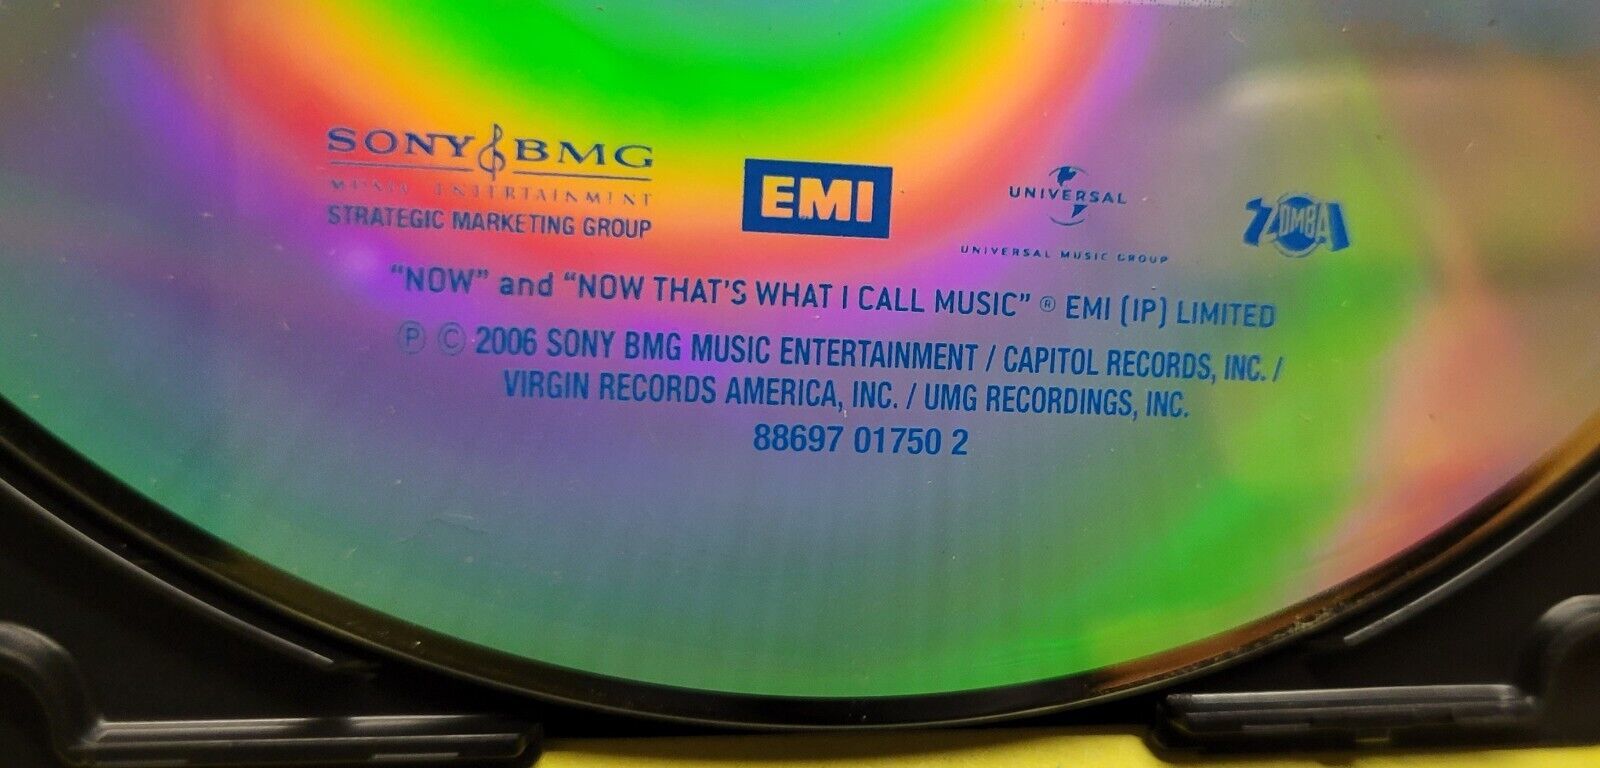 SONY BMG
MUSIC ENTERTAINMENT
STRATEGIC MARKETING GROUP
EMI
UNIVERSAL
UNIVERSAL MUSIC GROUP
ZOMBA
“NOW” and “NOW THAT’S WHAT I CALL MUSIC” ® EMI (IP) LIMITED
Ⓟ © 2006 SONY BMG MUSIC ENTERTAINMENT / CAPITOL RECORDS, INC. /
VIRGIN RECORDS AMERICA, INC. / UMG RECORDINGS, INC.
88697 01750 2